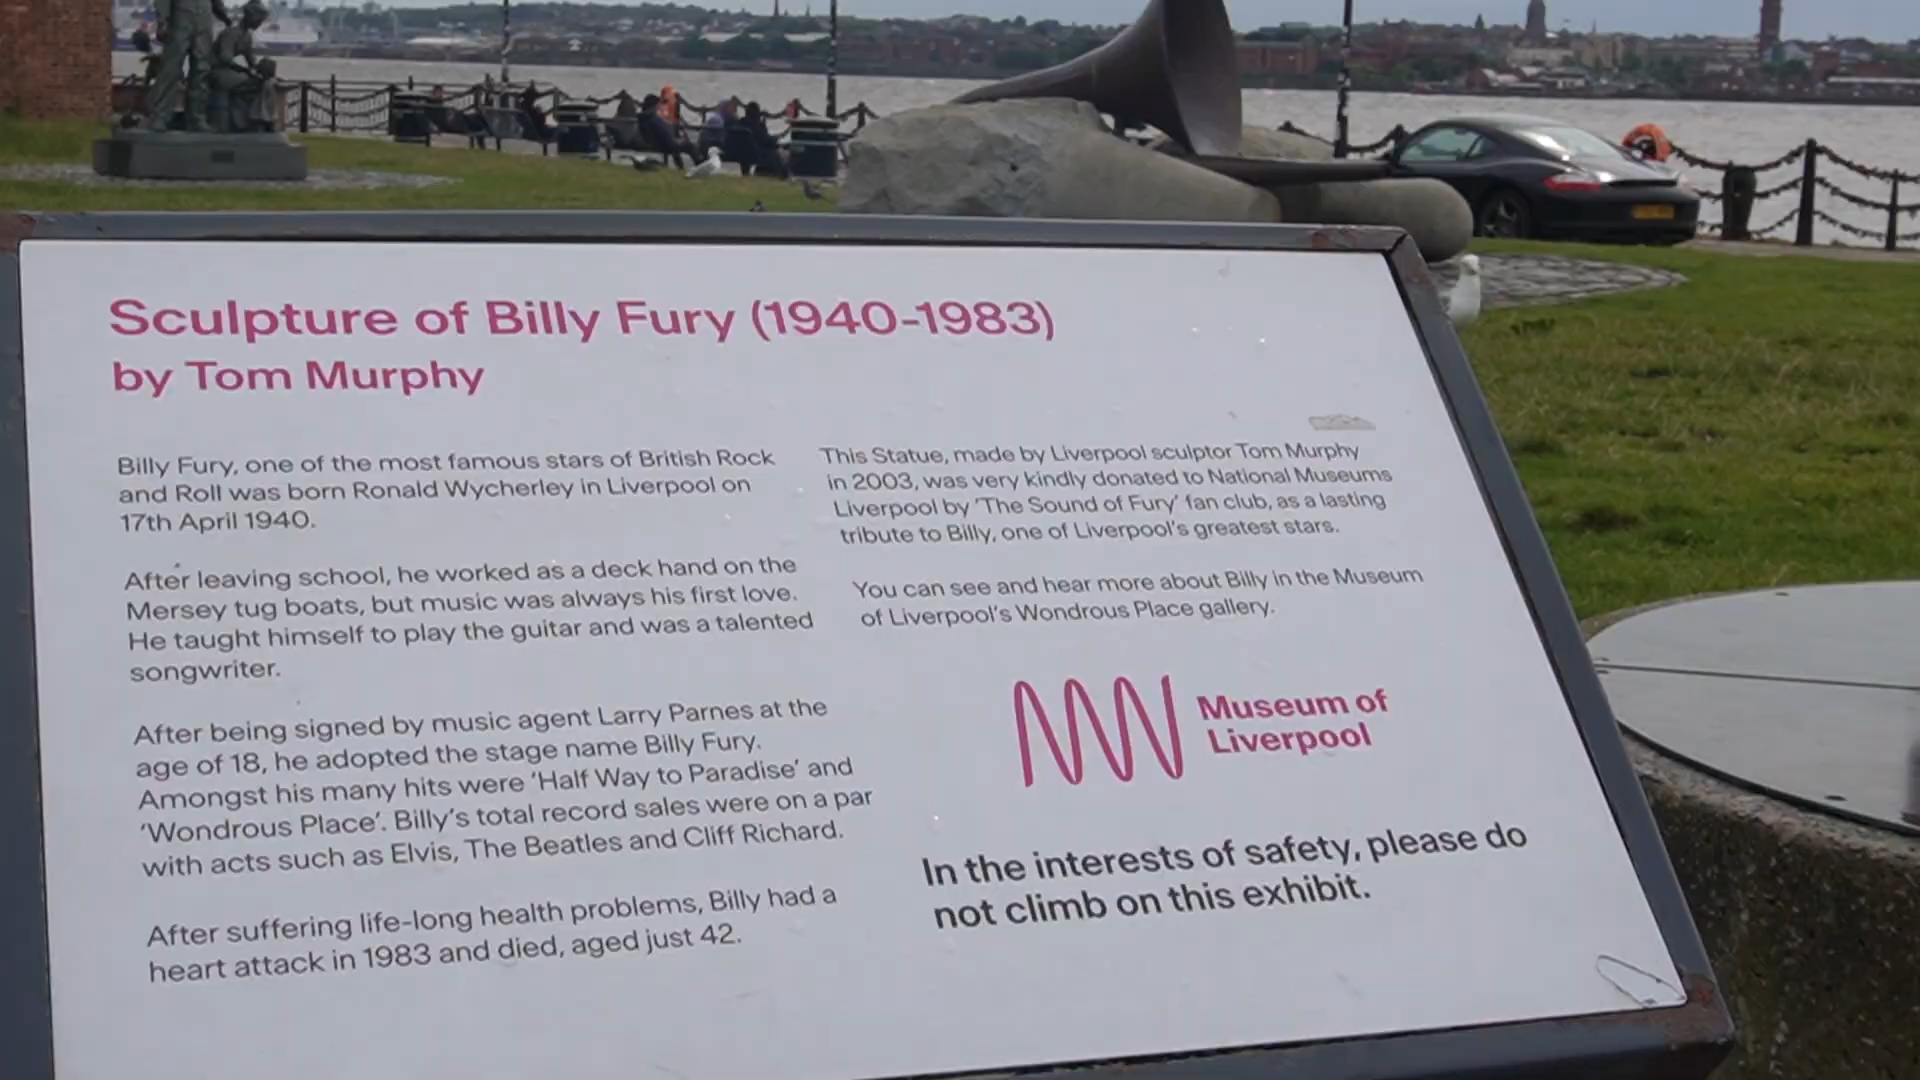 Sculpture of Billy Fury (1940-1983)
by Tom Murphy
Billy Fury, one of the most famous stars of British Rock
and Roll was born Ronald Wycherley in Liverpool on
17th April 1940.
After leaving school, he worked as a deck hand on the
Mersey tug boats, but music was always his first love.
He taught himself to play the guitar and was a talented
songwriter.
After being signed by music agent Larry Parnes at the
age of 18, he adopted the stage name Billy Fury.
Amongst his many hits were 'Half Way to Paradise' and
'Wondrous Place'. Billy's total record sales were on a par
with acts such as Elvis, The Beatles and Cliff Richard.
After suffering life-long health problems, Billy had a
heart attack in 1983 and died, aged just 42.
This Statue, made by Liverpool sculptor Tom Murphy
in 2003, was very kindly donated to National Museums
Liverpool by 'The Sound of Fury' fan club, as a lasting
tribute to Billy, one of Liverpool's greatest stars.
You can see and hear more about Billy in the Museum
of Liverpool's Wondrous Place gallery.
Museum of
Liverpool
In the interests of safety, please do
not climb on this exhibit.